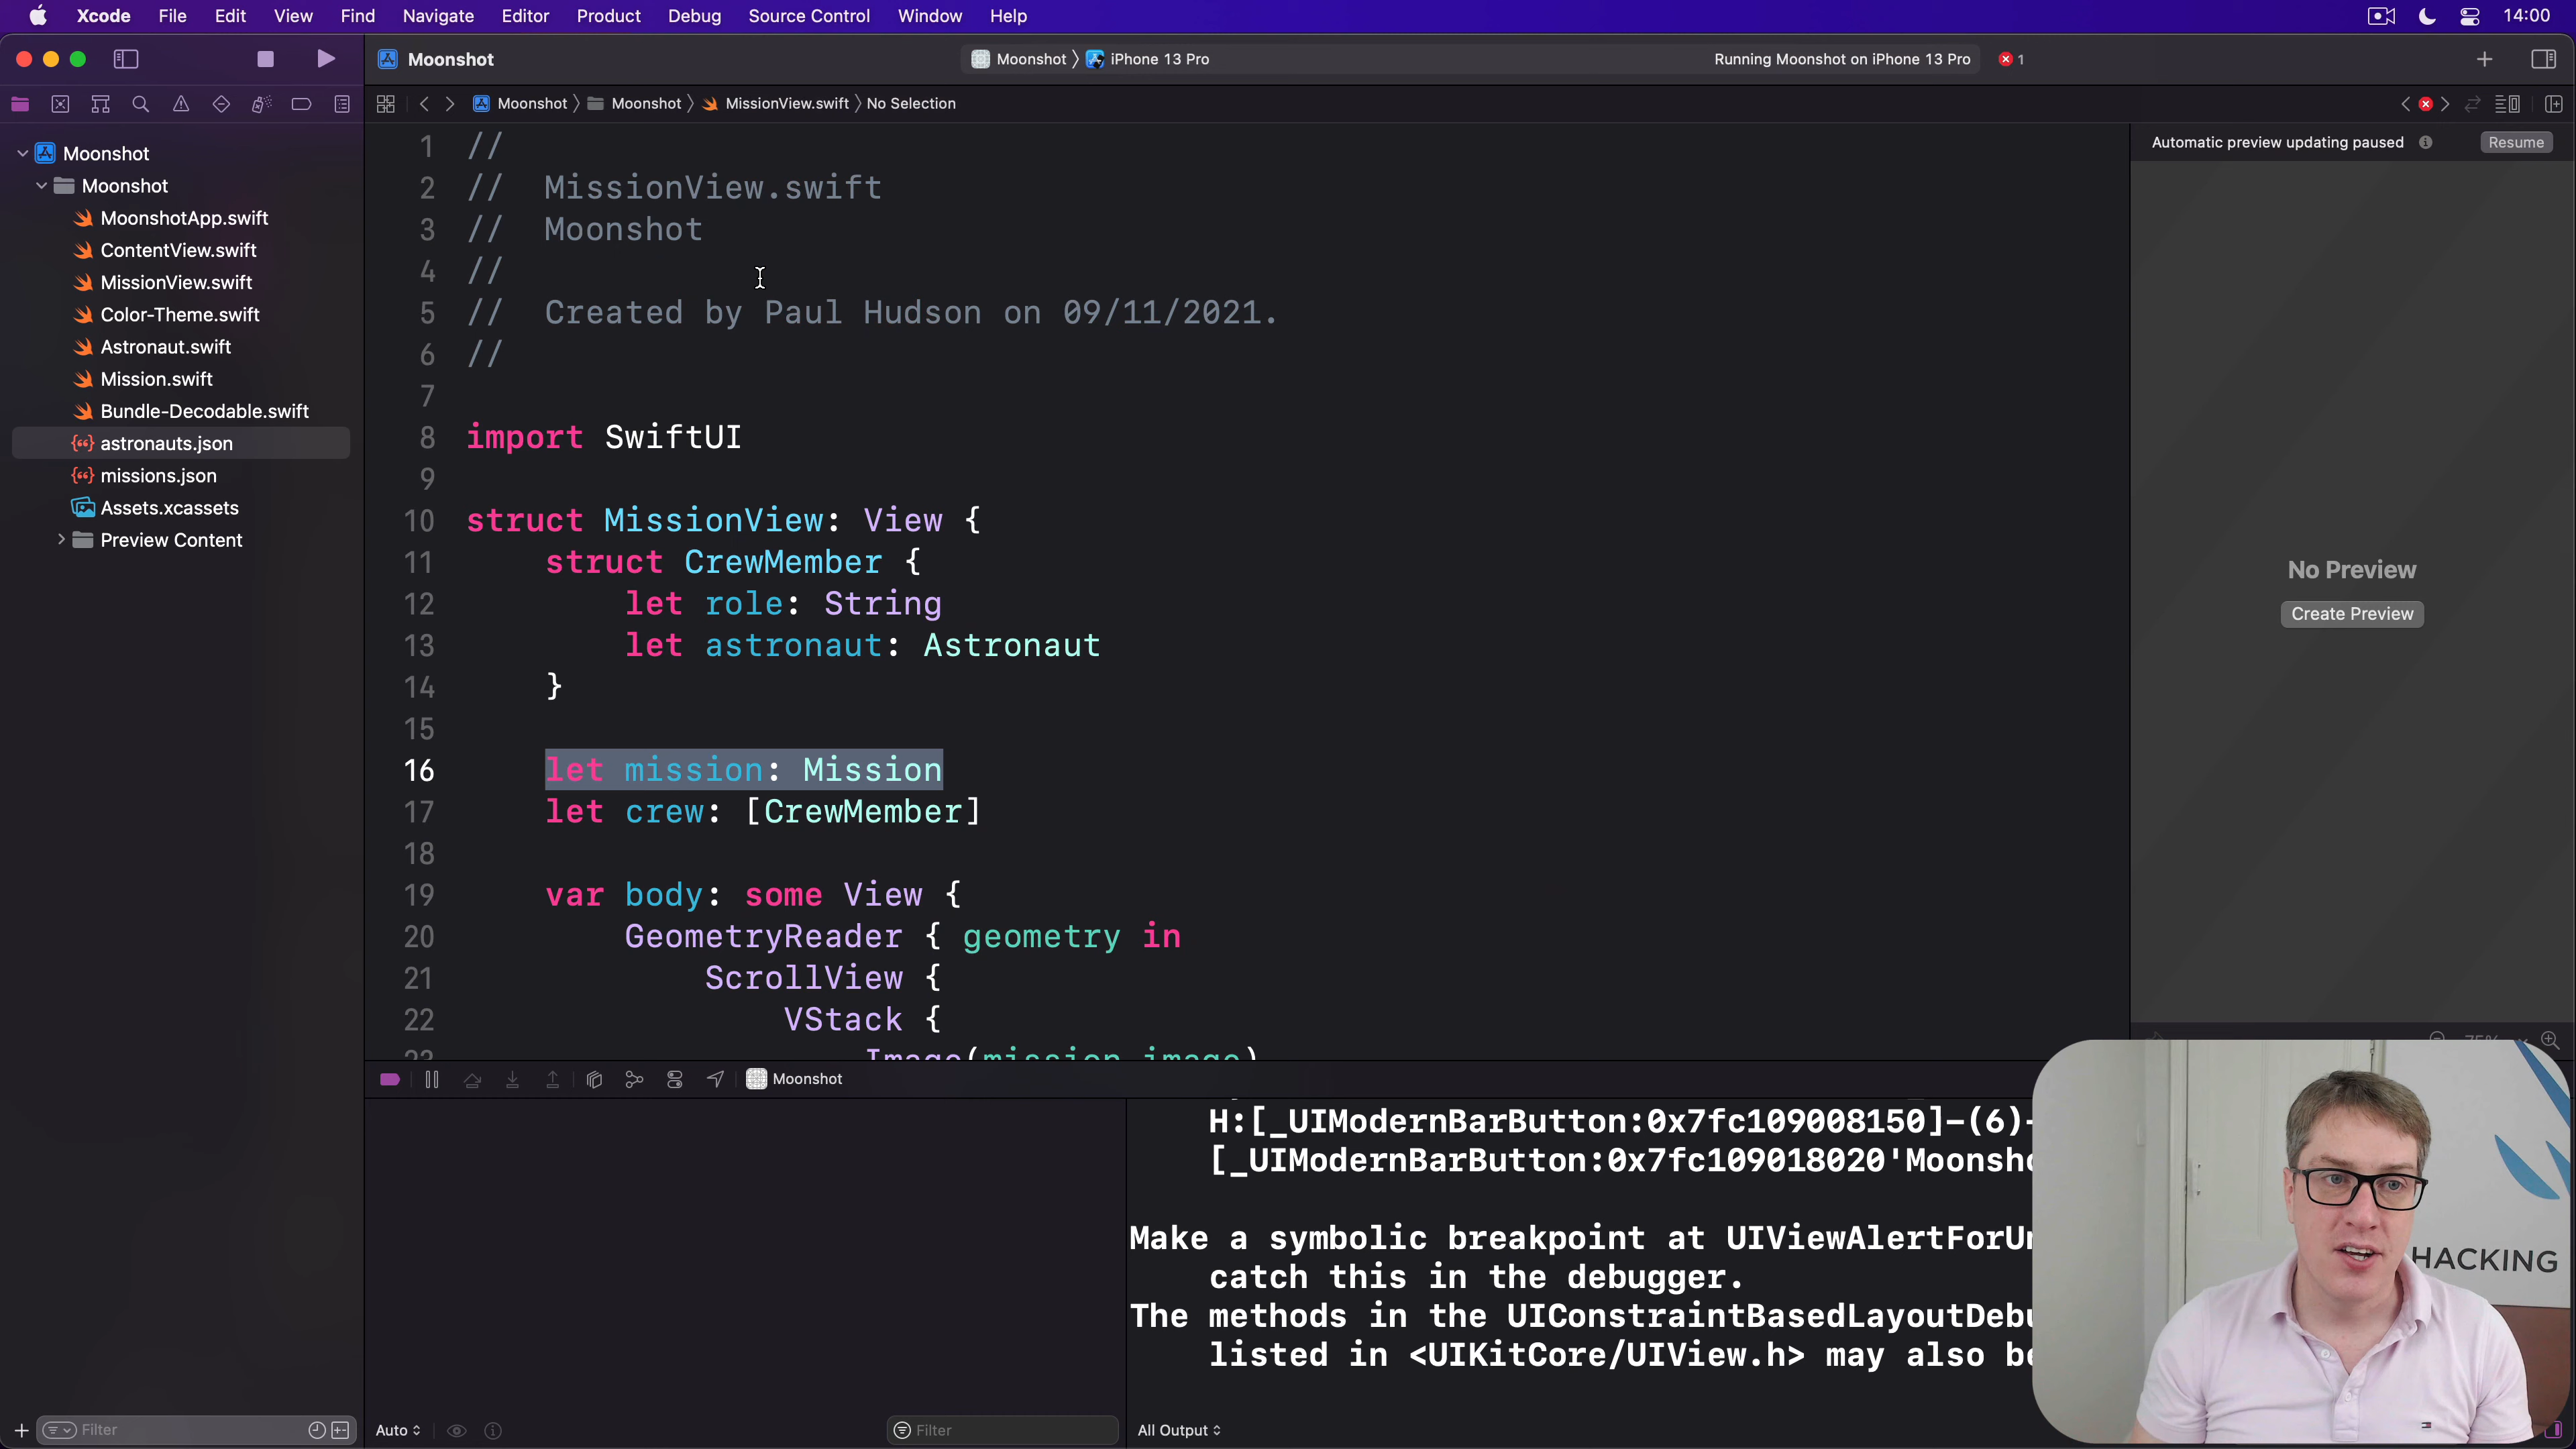 Xcode File Edit View Find Navigate Editor Product Debug Source Control Window Help 14:00
Moonshot Moonshot iPhone 13 Pro Running Moonshot on iPhone 13 Pro 1
Moonshot Moonshot MissionView.swift No Selection
Automatic preview updating paused Resume
Moonshot
Moonshot
MoonshotApp.swift
ContentView.swift
MissionView.swift
Color-Theme.swift
Astronaut.swift
Mission.swift
Bundle-Decodable.swift
astronauts.json
missions.json
Assets.xcassets
Preview Content
1 //
2 // MissionView.swift
3 // Moonshot
4 //
5 // Created by Paul Hudson on 09/11/2021.
6 //
7
8 import SwiftUI
9
10 struct MissionView: View {
11 struct CrewMember {
12 let role: String
13 let astronaut: Astronaut
14 }
15
16 let mission: Mission
17 let crew: [CrewMember]
18
19 var body: some View {
20 GeometryReader { geometry in
21 ScrollView {
22 VStack {
23 Image(mission.image)
No Preview
Create Preview
75%
Moonshot
H:[_UIModernBarButton:0x7fc109008150]-(6)-
[_UIModernBarButton:0x7fc109018020'Moonsho
Make a symbolic breakpoint at UIViewAlertForUn
catch this in the debugger.
The methods in the UIConstraintBasedLayoutDebu
listed in <UIKitCore/UIView.h> may also be
HACKING
Filter
Auto
Filter
All Output